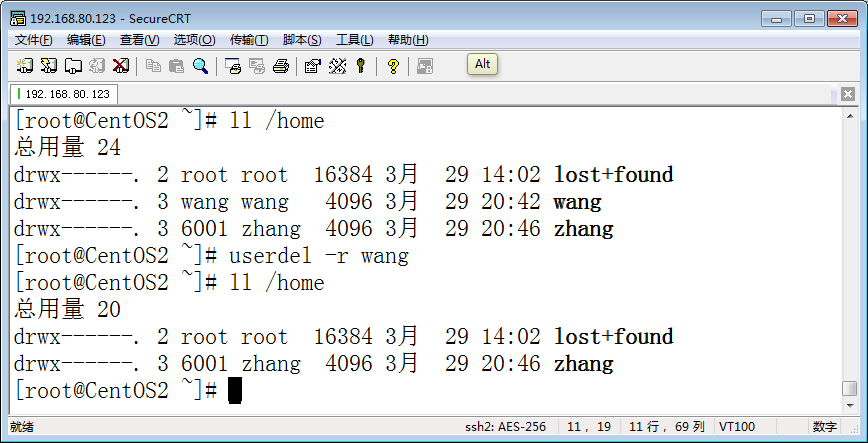 192.168.80.123 - SecureCRT
文件(F) 编辑(E) 查看(V) 选项(O) 传输(T) 脚本(S) 工具(L) 帮助(H)
Alt
192.168.80.123
[root@CentOS2 ~]# ll /home
总用量 24
drwx------. 2 root root  16384 3月  29 14:02 lost+found
drwx------. 3 wang wang   4096 3月  29 20:42 wang
drwx------. 3 6001 zhang  4096 3月  29 20:46 zhang
[root@CentOS2 ~]# userdel -r wang
[root@CentOS2 ~]# ll /home
总用量 20
drwx------. 2 root root  16384 3月  29 14:02 lost+found
drwx------. 3 6001 zhang  4096 3月  29 20:46 zhang
[root@CentOS2 ~]#
就绪 ssh2: AES-256 11, 19 11 行, 69 列 VT100 数字